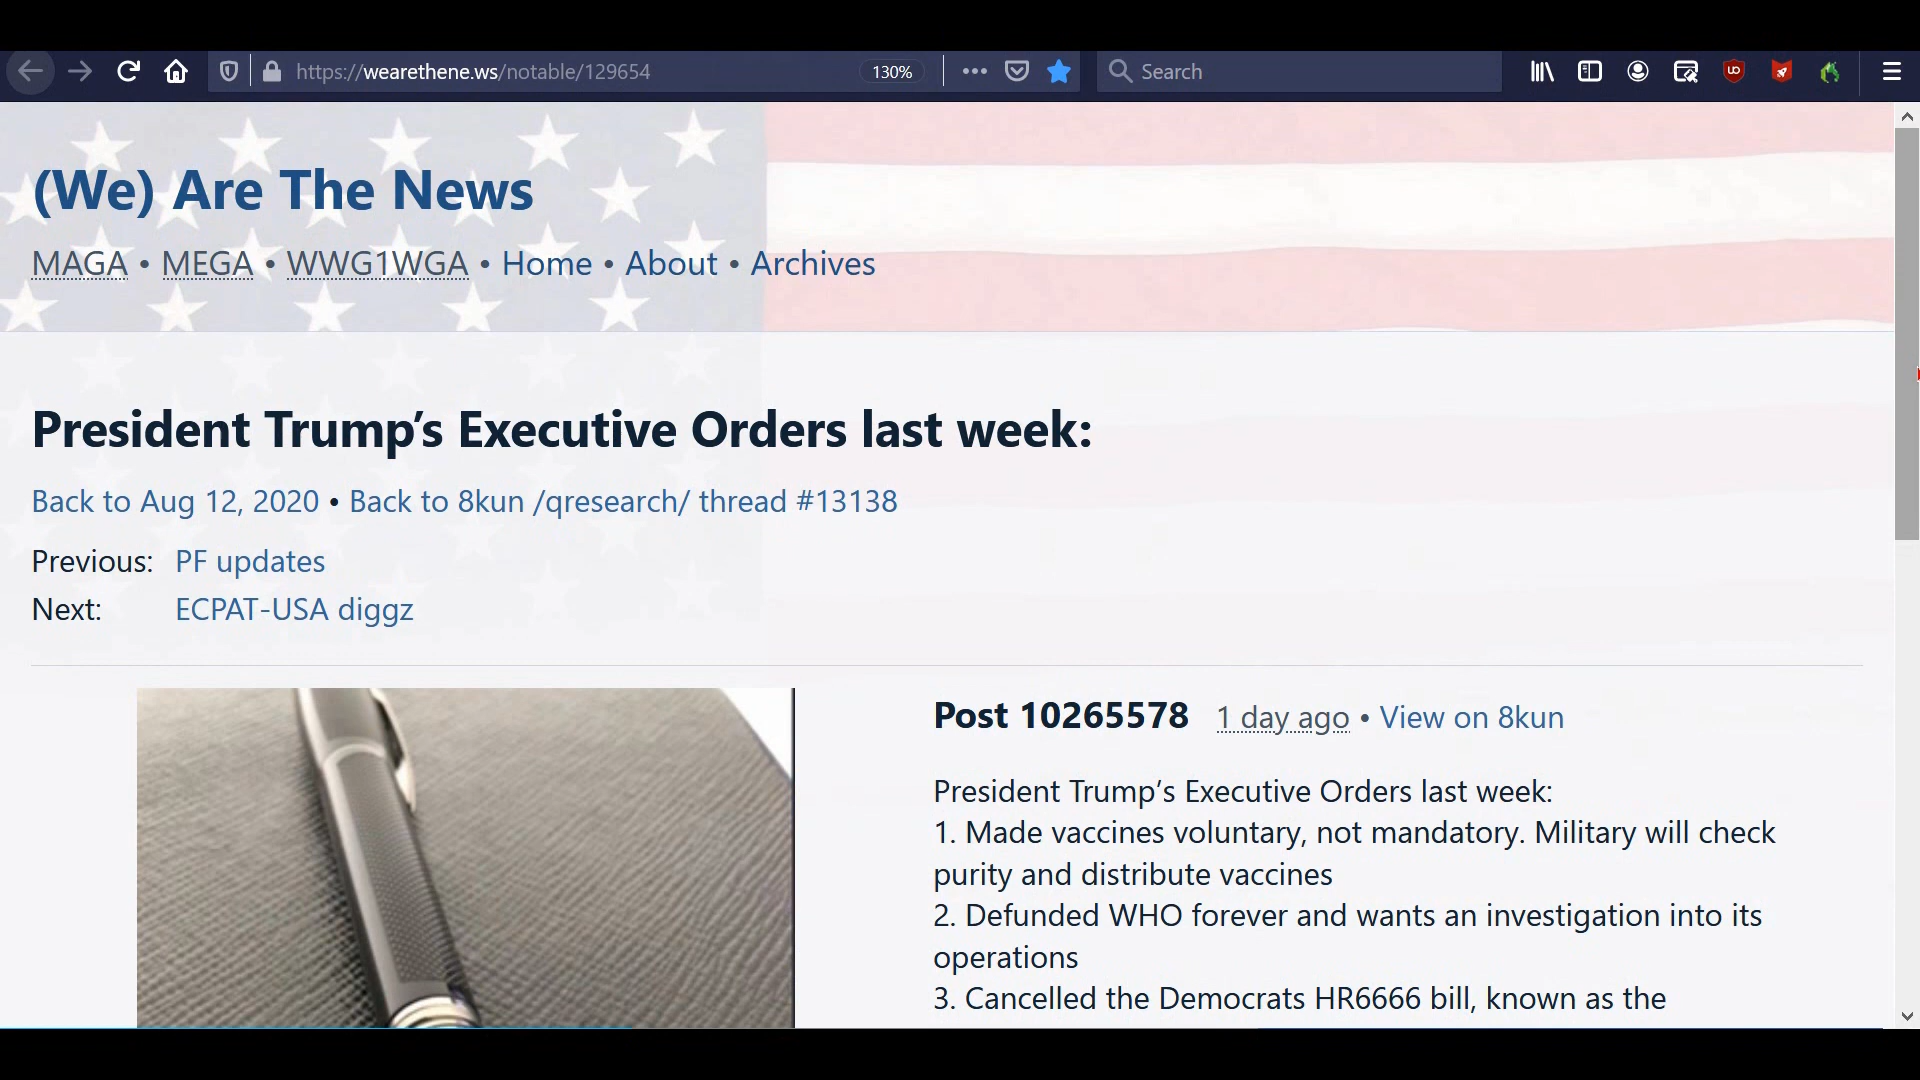 https://wearethene.ws/notable/129654
130%
Search
(We) Are The News
MAGA • MEGA • WWG1WGA • Home • About • Archives
President Trump’s Executive Orders last week:
Back to Aug 12, 2020 • Back to 8kun /qresearch/ thread #13138
Previous: PF updates
Next: ECPAT-USA diggz
Post 10265578 1 day ago • View on 8kun
President Trump’s Executive Orders last week:
1. Made vaccines voluntary, not mandatory. Military will check
purity and distribute vaccines
2. Defunded WHO forever and wants an investigation into its
operations
3. Cancelled the Democrats HR6666 bill, known as the